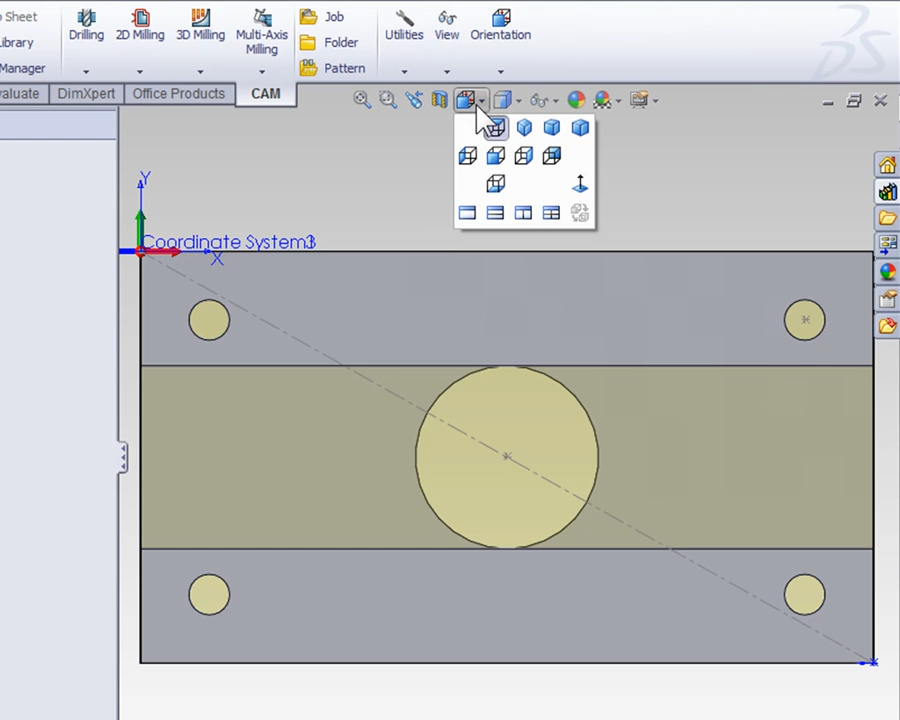 Sheet
Library
Manager
Drilling
2D Milling
3D Milling
Multi-Axis
Milling
Job
Folder
Pattern
Utilities
View
Orientation
valuate
DimXpert
Office Products
CAM
Y
Coordinate System3
X